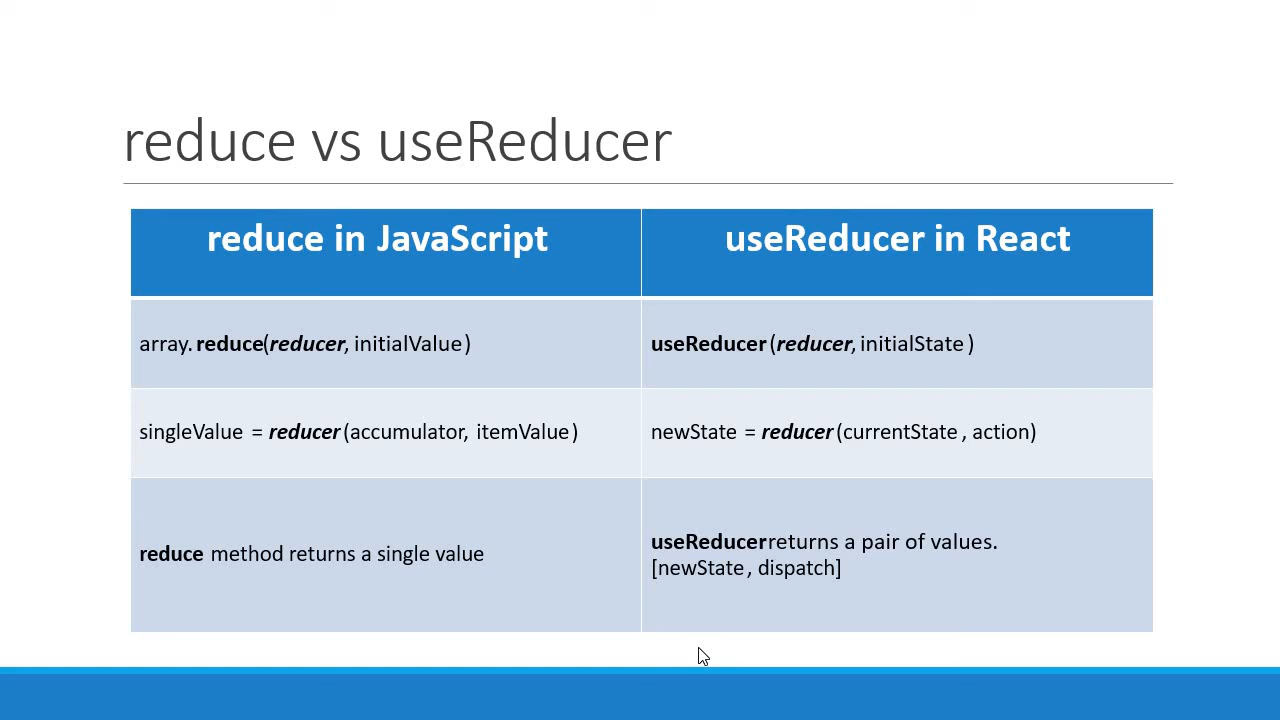 reduce vs useReducer
reduce in JavaScript
useReducer in React
array.reduce(reducer, initialValue)
useReducer(reducer, initialState)
singleValue = reducer(accumulator, itemValue)
newState = reducer(currentState, action)
reduce method returns a single value
useReducer returns a pair of values.
[newState, dispatch]